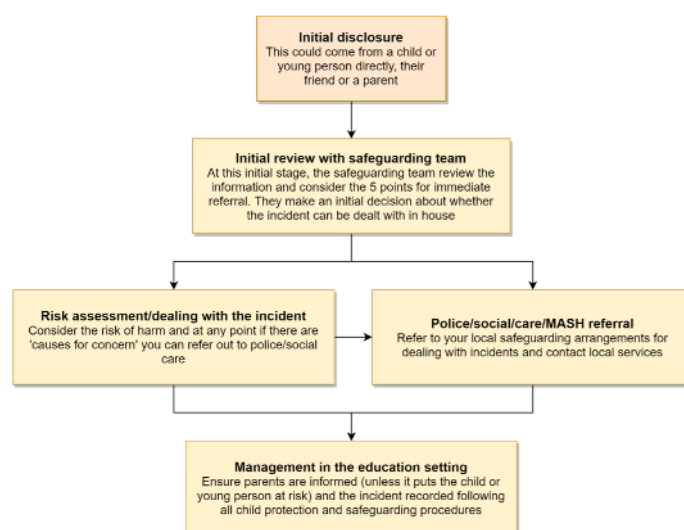 Initial disclosure
This could come from a child or
young person directly, their
friend or a parent
Initial review with safeguarding team
At this initial stage, the safeguarding team review the
information and consider the 5 points for immediate
referral. They make an initial decision about whether
the incident can be dealt with in house
Risk assessment/dealing with the incident
Consider the risk of harm and at any point if there are
'causes for concern' you can refer out to police/social
care
Police/social/care/MASH referral
Refer to your local safeguarding arrangements for
dealing with incidents and contact local services
Management in the education setting
Ensure parents are informed (unless it puts the child or
young person at risk) and the incident recorded following
all child protection and safeguarding procedures